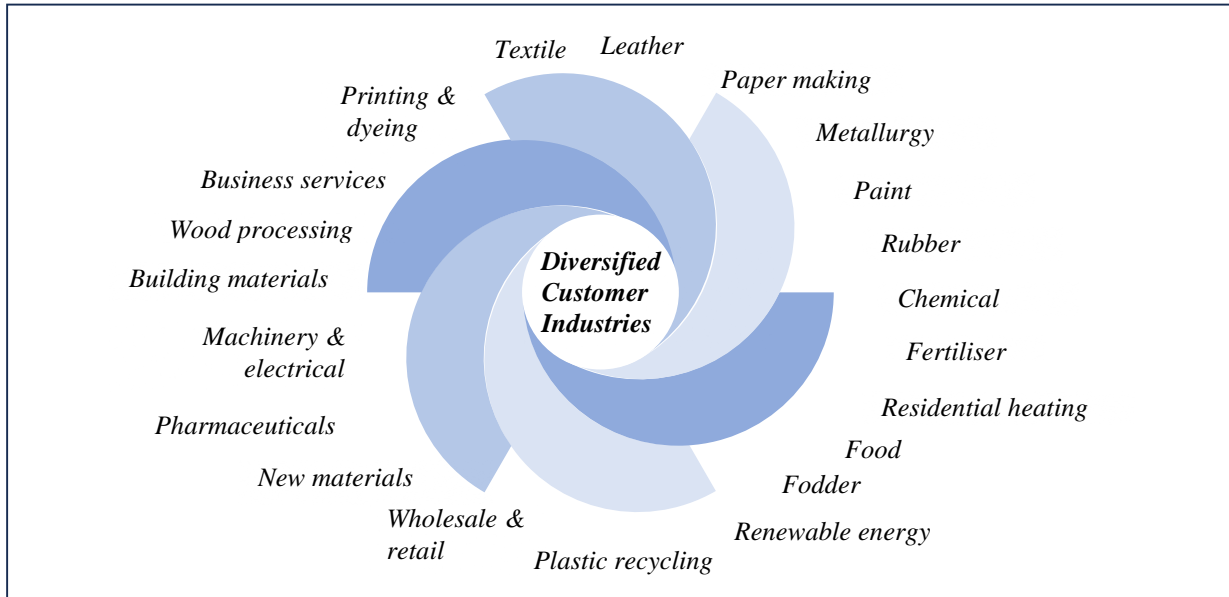 Textile
Leather
Paper making
Metallurgy
Paint
Rubber
Chemical
Fertiliser
Residential heating
Food
Fodder
Renewable energy
Plastic recycling
Wholesale &
retail
New materials
Pharmaceuticals
Machinery &
electrical
Building materials
Wood processing
Business services
Printing &
dyeing
Diversified
Customer
Industries